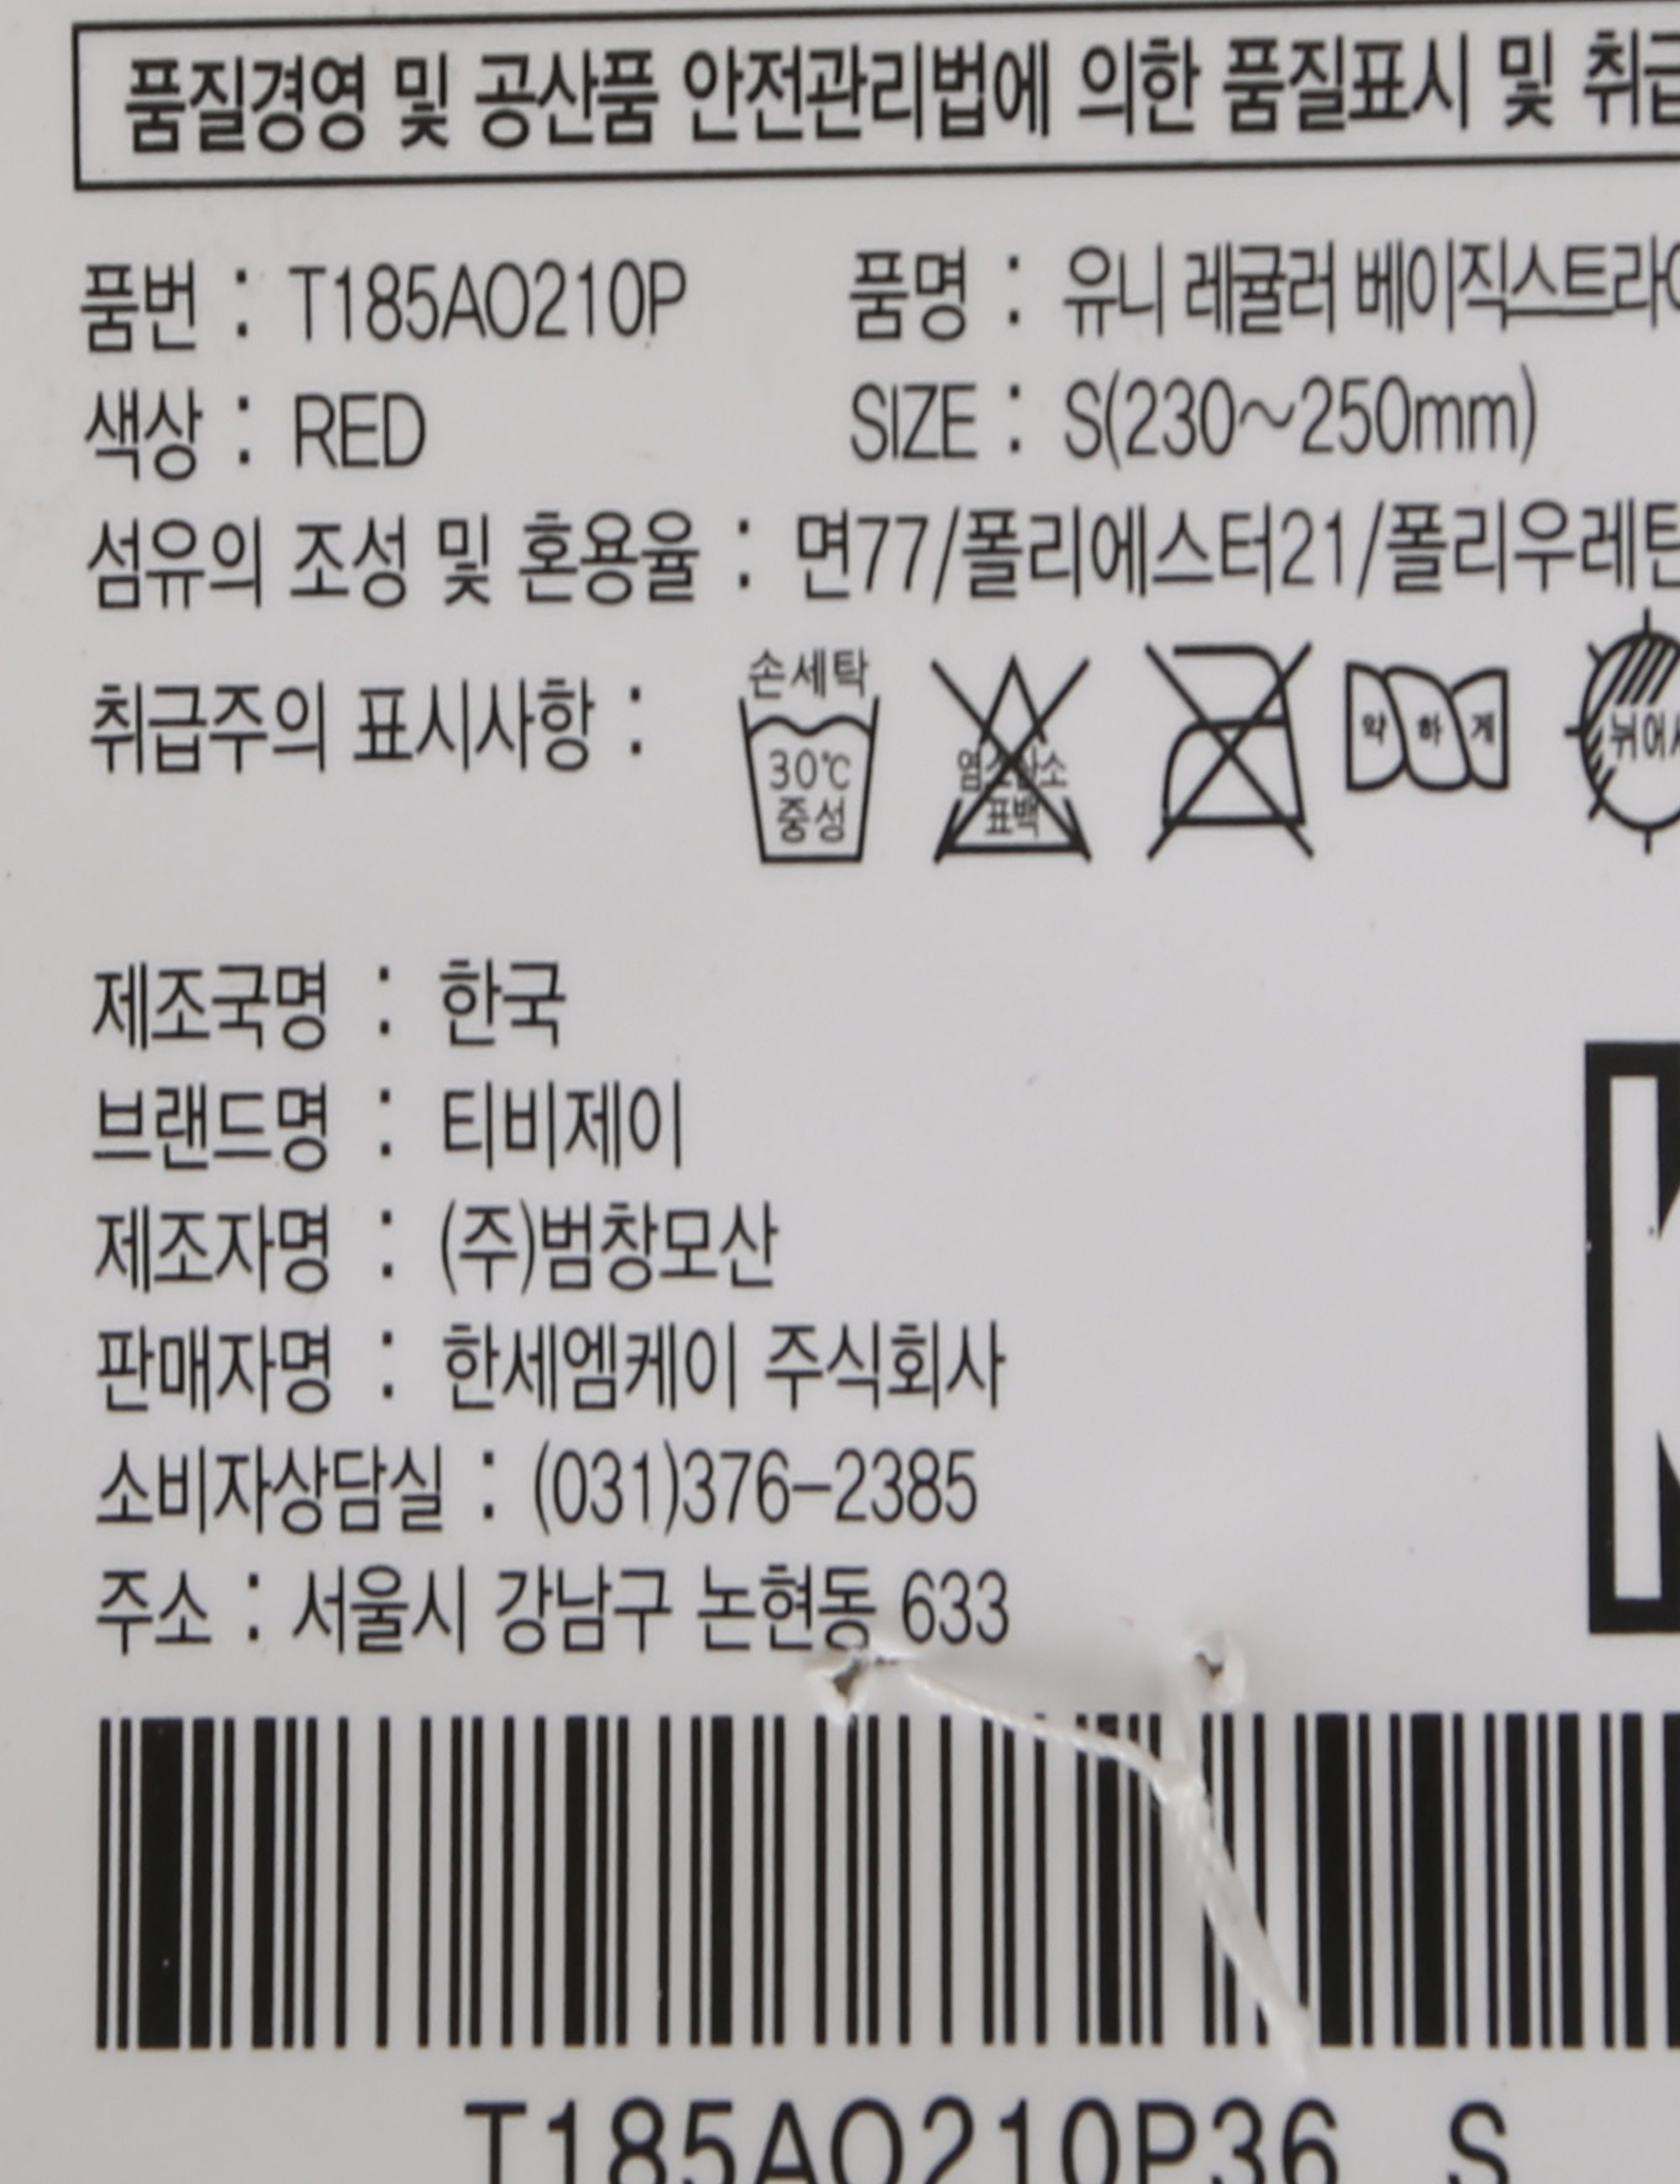 품질경영 및 공산품 안전관리법에 의한 품질표시 및 취급
품번 : T185AO210P 품명 : 유니 레귤러 베이직스트라
색상 : RED SIZE : S(230~250mm)
섬유의 조성 및 혼용율 : 면77/폴리에스터21/폴리우레탄
취급주의 표시사항 :
손세탁
30℃
중성
염소산소
표백
약하게
뉘어
제조국명 : 한국
브랜드명 : 티비제이
제조자명 : (주)범창모산
판매자명 : 한세엠케이 주식회사
소비자상담실 : (031)376-2385
주소 : 서울시 강남구 논현동 633
T185AO210P36 S